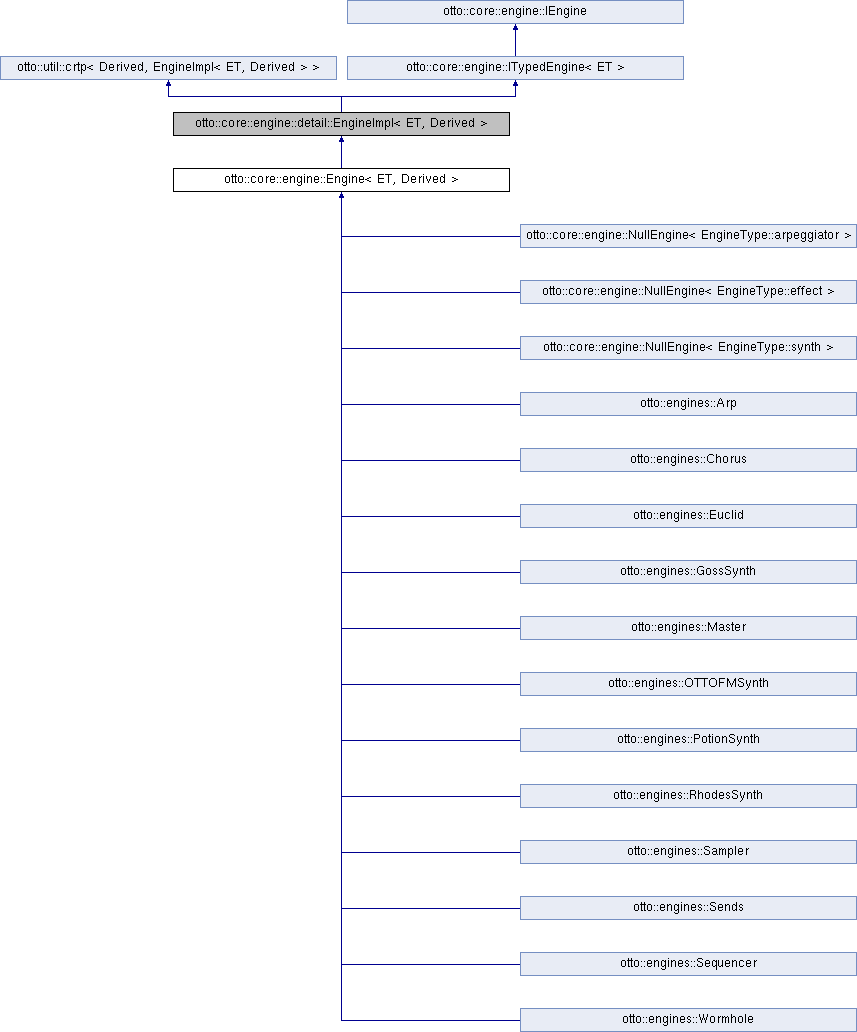 otto::core::engine::IEngine
otto::util::crtp< Derived, EngineImpl< ET, Derived > >
otto::core::engine::ITypedEngine< ET >
otto::core::engine::detail::EngineImpl< ET, Derived >
otto::core::engine::Engine< ET, Derived >
otto::core::engine::NullEngine< EngineType::arpeggiator >
otto::core::engine::NullEngine< EngineType::effect >
otto::core::engine::NullEngine< EngineType::synth >
otto::engines::Arp
otto::engines::Chorus
otto::engines::Euclid
otto::engines::GossSynth
otto::engines::Master
otto::engines::OTTOFMSynth
otto::engines::PotionSynth
otto::engines::RhodesSynth
otto::engines::Sampler
otto::engines::Sends
otto::engines::Sequencer
otto::engines::Wormhole